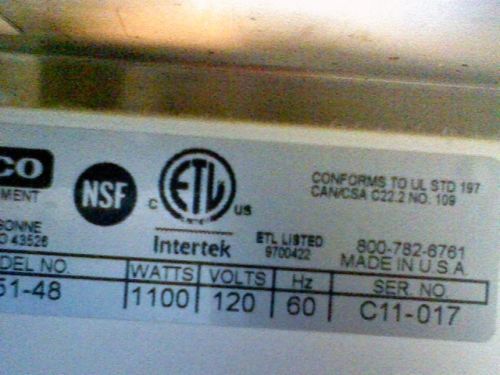 CO
MENT
NSF
ETL
C
US
Intertek
ETL LISTED
9700422
CONFORMS TO UL STD 197
CAN/CSA C22.2 NO. 109
800-782-6761
MADE IN U.S.A.
SONNE
O 43526
DEL NO.
51-48
WATTS
1100
VOLTS
120
Hz
60
SER. NO.
C11-017